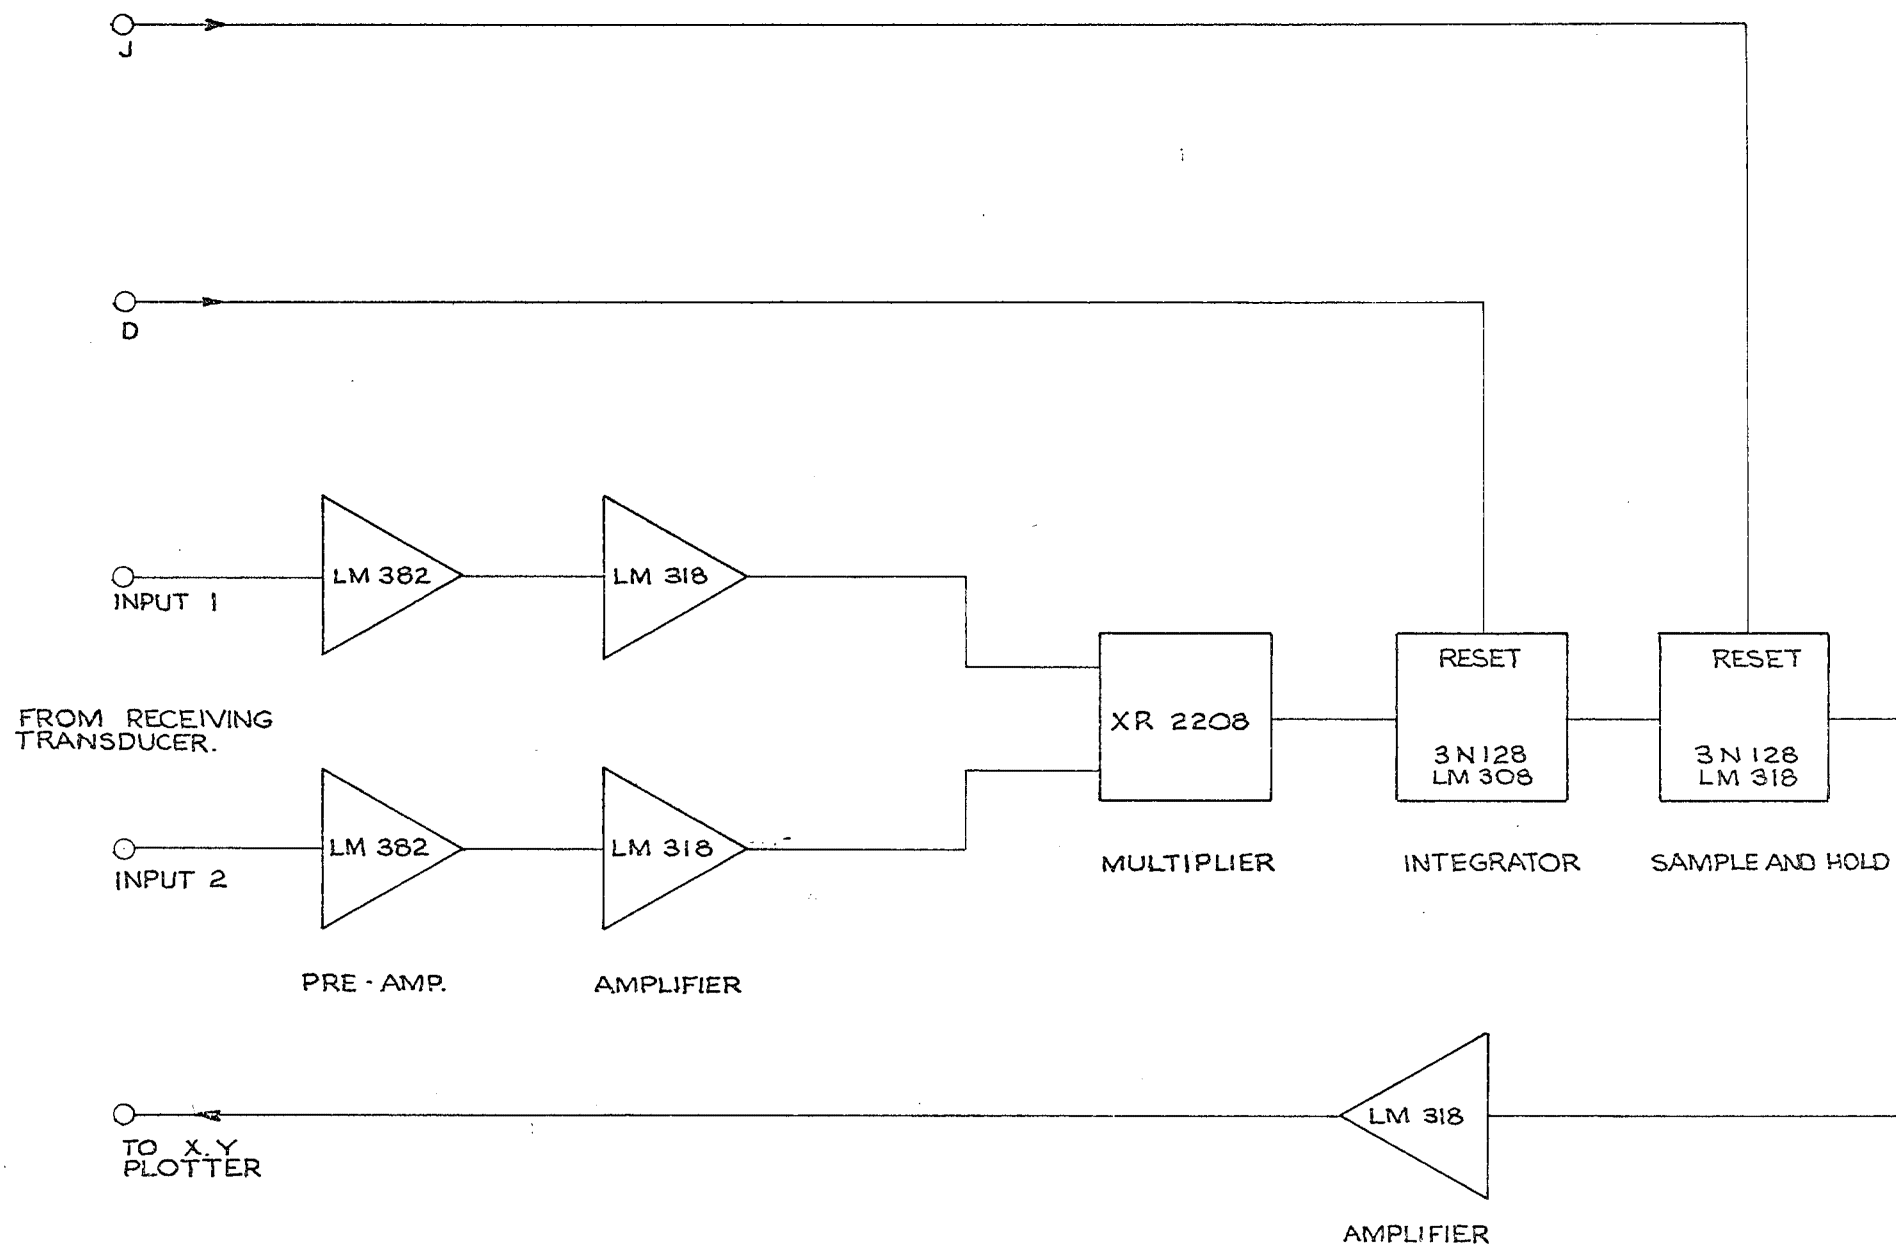 J
D
LM 382
LM 318
INPUT 1
RESET
RESET
FROM RECEIVING
TRANSDUCER.
XR 2208
3N128
LM 308
3N128
LM 318
LM 382
LM 318
INPUT 2
MULTIPLIER
INTEGRATOR
SAMPLE AND HOLD
PRE-AMP.
AMPLIFIER
LM 318
TO X.Y
PLOTTER
AMPLIFIER